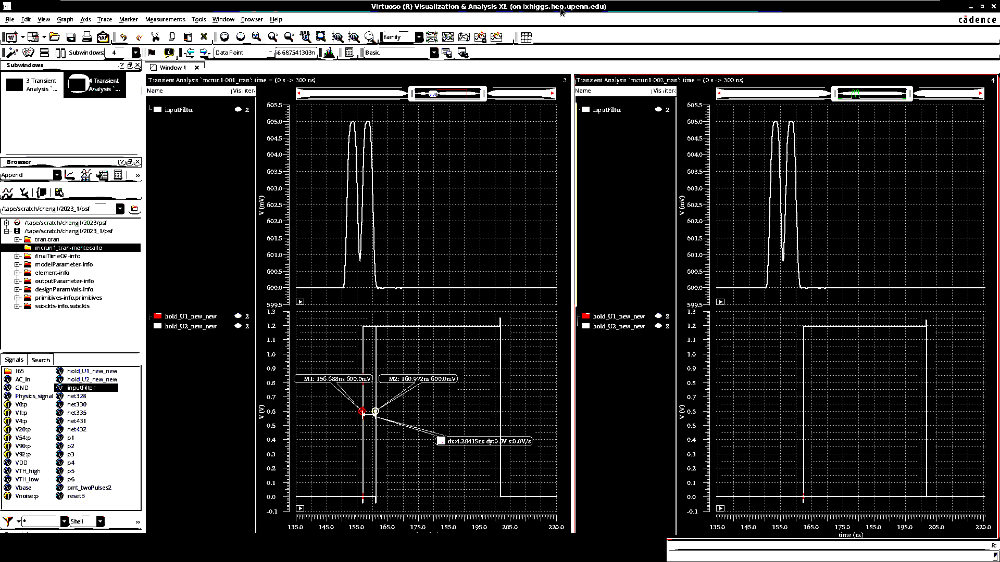 Virtuoso (R) Visualization & Analysis XL (on lxhiggs.hep.upenn.edu)
File Edit View Graph Axis Trace Marker Measurements Tools Window Browser Help
cādence
family
Subwindows: 4 Data Point 6.687541303n Basic
Subwindows
3 Transient Analysis `...
4 Transient Analysis `...
Window 1
Transient Analysis `mcrun1-001_tran': time = (0 s -> 300 ns) 3
Name Vis
inputFilter 2
605.5
605.0
604.5
604.0
603.5
603.0
602.5
602.0
601.5
601.0
600.5
600.0
599.5
V (mV)
hold_U1_new_new 2
hold_U2_new_new 2
1.3
1.2
1.1
1.0
0.9
0.8
0.7
0.6
0.5
0.4
0.3
0.2
0.1
0.0
-0.1
V (V)
M1: 156.688ns 600.0mV
M2: 160.972ns 600.0mV
dx:4.28415ns dy:0.0V s:0.0V/s
135.0 145.0 155.0 165.0 175.0 185.0 195.0 205.0 220.0
Transient Analysis `mcrun1-002_tran': time = (0 s -> 300 ns) 4
Name Vis
inputFilter 2
605.5
605.0
604.5
604.0
603.5
603.0
602.5
602.0
601.5
601.0
600.5
600.0
599.5
V (mV)
hold_U1_new_new 2
hold_U2_new_new 2
1.3
1.2
1.1
1.0
0.9
0.8
0.7
0.6
0.5
0.4
0.3
0.2
0.1
0.0
-0.1
V (V)
135.0 145.0 155.0 165.0 175.0 185.0 195.0 205.0 220.0
time (ns)
Browser
Append
/tape/scratch/chengjl/2023_1/psf
/tape/scratch/chengjl/2023/psf
/tape/scratch/chengjl/2023_1/psf
tran-tran
mcrun1_tran-montecarlo
finalTimeOP-info
modelParameter-info
element-info
outputParameter-info
designParamVals-info
primitives-info.primitives
subckts-info.subckts
Signals Search
I65 hold_U1_new_new
AC_in hold_U2_new_new
GND inputFilter
Physics_signal net328
V0:p net330
V1:p net335
V4:p net431
V20:p net432
V54:p p1
V90:p p2
V92:p p3
VDD p4
VTH_high p5
VTH_low p6
Vbase pmt_twoPulses2
Vnoise:p resetB
* Shell
R: